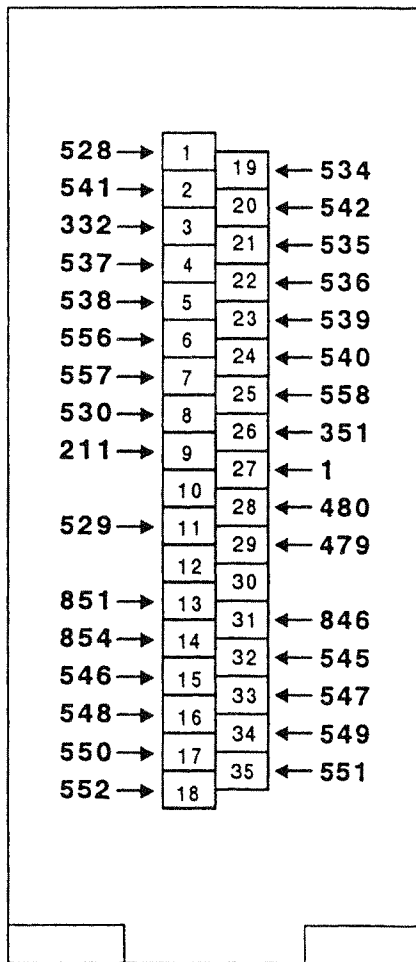 528 → 1
19 ← 534
541 → 2
20 ← 542
332 → 3
21 ← 535
537 → 4
22 ← 536
538 → 5
23 ← 539
556 → 6
24 ← 540
557 → 7
25 ← 558
530 → 8
26 ← 351
211 → 9
27 ← 1
10
28 ← 480
529 → 11
29 ← 479
12
30
851 → 13
31 ← 846
854 → 14
32 ← 545
546 → 15
33 ← 547
548 → 16
34 ← 549
550 → 17
35 ← 551
552 → 18